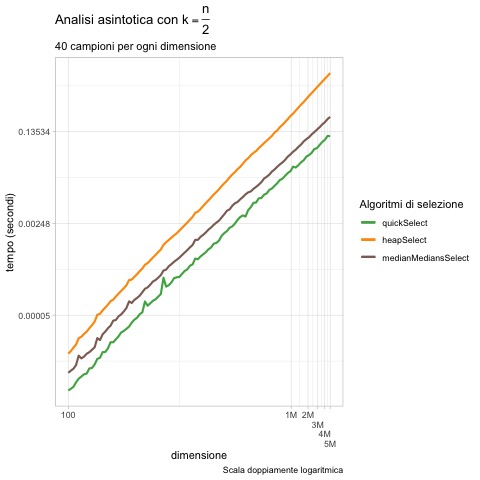 Analisi asintotica con k = n/2
40 campioni per ogni dimensione
tempo (secondi)
0.13534
0.00248
0.00005
100
1M
2M
3M
4M
5M
dimensione
Scala doppiamente logaritmica
Algoritmi di selezione
quickSelect
heapSelect
medianMediansSelect